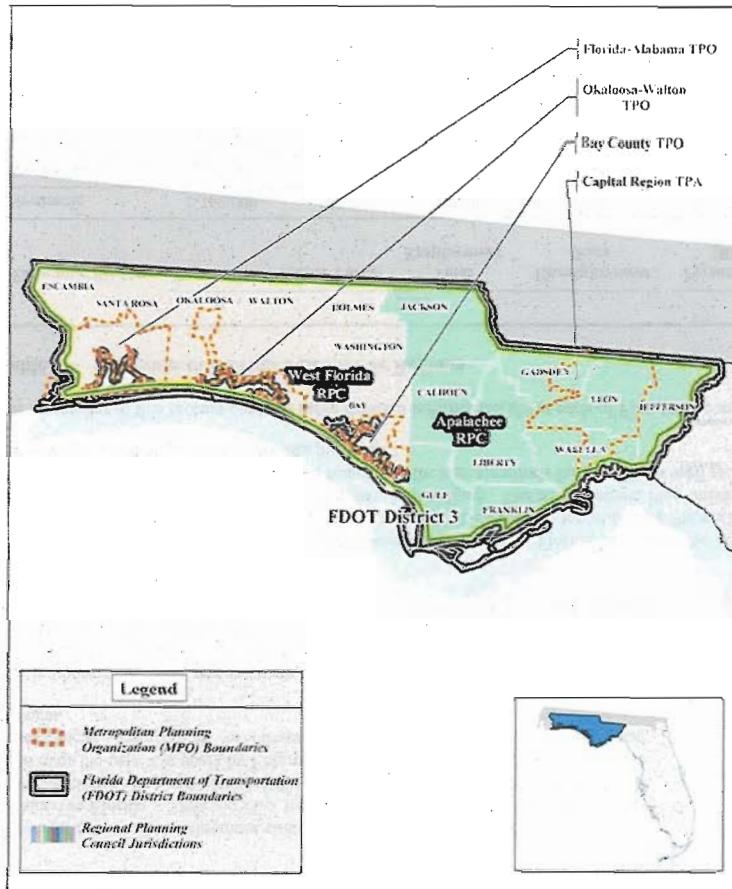 Florida-Alabama TPO
Okaloosa-Walton
TPO
Bay County TPO
Capital Region TPA
ESCAMBIA
SANTA ROSA
OKALOOSA
WALTON
HOLMES
JACKSON
WASHINGTON
West Florida
RPC
BAY
CALHOUN
GADSDEN
LEON
JEFFERSON
Apalachee
RPC
LIBERTY
WAKULLA
GULF
FRANKLIN
FDOT District 3
Legend
Metropolitan Planning
Organization (MPO) Boundaries
Florida Department of Transportation
(FDOT) District Boundaries
Regional Planning
Council Jurisdictions